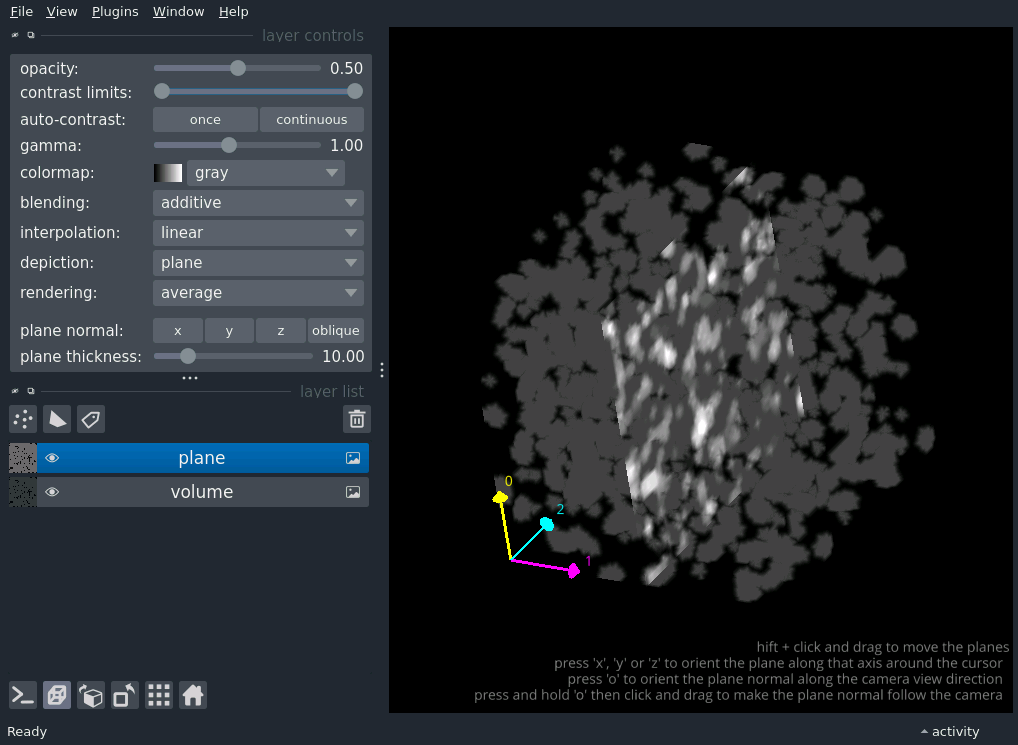 File View Plugins Window Help
layer controls
opacity: 0.50
contrast limits:
auto-contrast: once continuous
gamma: 1.00
colormap: gray
blending: additive
interpolation: linear
depiction: plane
rendering: average
plane normal: x y z oblique
plane thickness: 10.00
layer list
plane
volume
0
2
1
hift + click and drag to move the planes
press 'x', 'y' or 'z' to orient the plane along that axis around the cursor
press 'o' to orient the plane normal along the camera view direction
press and hold 'o' then click and drag to make the plane normal follow the camera
Ready activity